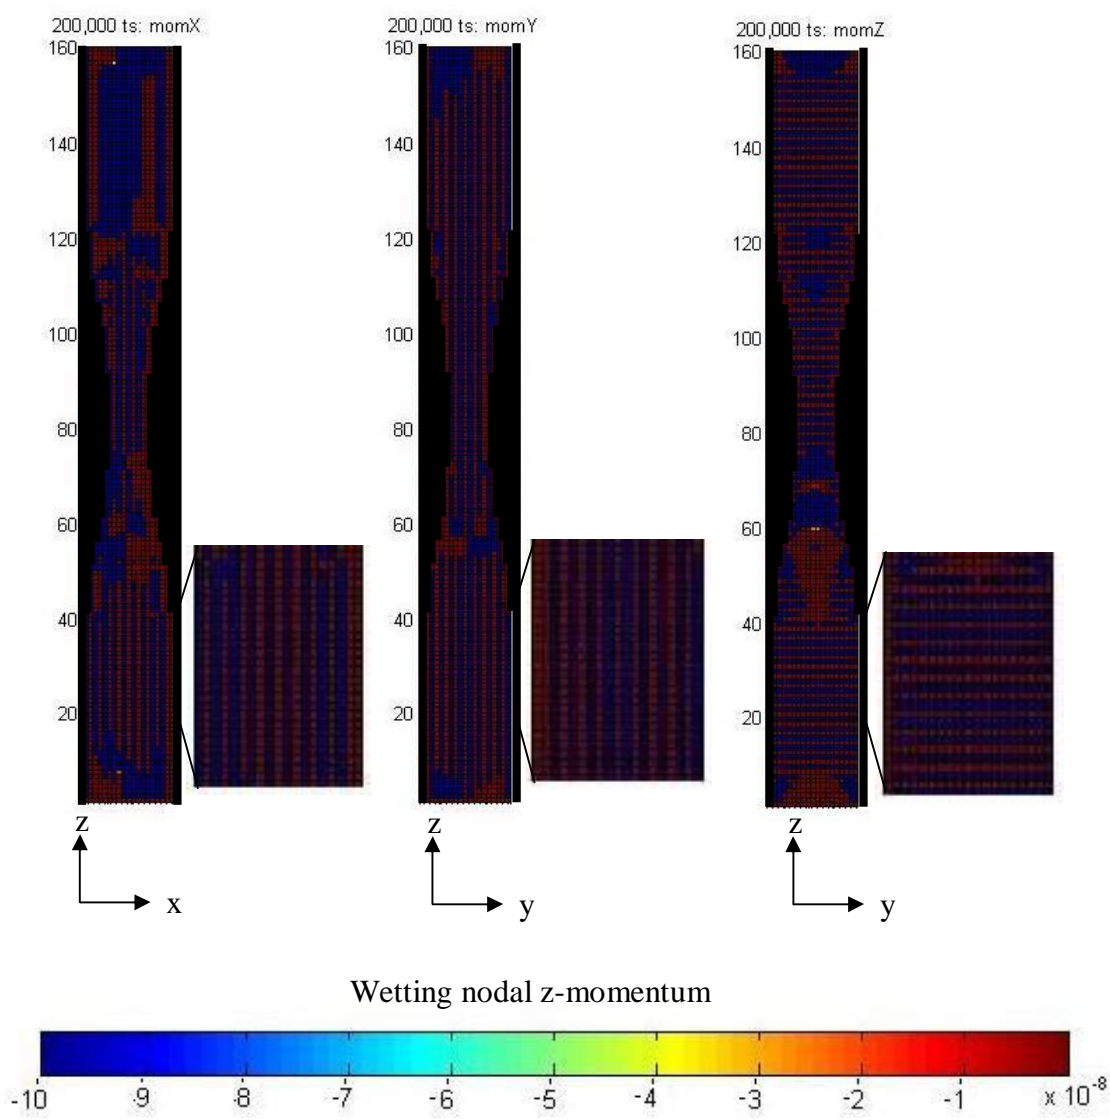 200,000 ts: momX
200,000 ts: momY
200,000 ts: momZ
160
140
120
100
80
60
40
20
160
140
120
100
80
60
40
20
160
140
120
100
80
60
40
20
z
x
z
y
z
y
Wetting nodal z-momentum
-10 -9 -8 -7 -6 -5 -4 -3 -2 -1 x 10-8